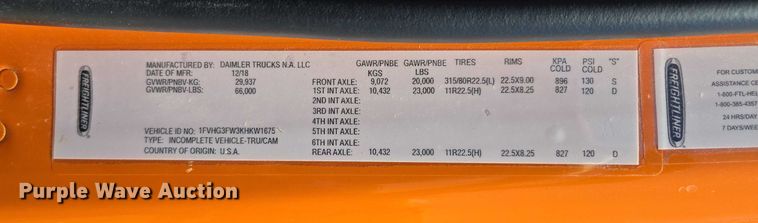 FREIGHTLINER
MANUFACTURED BY: DAIMLER TRUCKS N.A. LLC
DATE OF MFR: 12/18
GVWR/PNBV-KG: 29,937
GVWR/PNBV-LBS: 66,000
VEHICLE ID: 1FVHG3FW3KHKW1675
TYPE: INCOMPLETE VEHICLE-TRU/CAM
COUNTRY OF ORIGIN: U.S.A.
GAWR/PNBE GAWR/PNBE TIRES RIMS KPA PSI "S"
KGS LBS COLD COLD
FRONT AXLE: 9,072 20,000 315/80R22.5(L) 22.5X9.00 896 130 S
1ST INT AXLE: 10,432 23,000 11R22.5(H) 22.5X8.25 827 120 D
2ND INT AXLE:
3RD INT AXLE:
4TH INT AXLE:
5TH INT AXLE:
6TH INT AXLE:
REAR AXLE: 10,432 23,000 11R22.5(H) 22.5X8.25 827 120 D
FREIGHTLINER
FOR CUSTOM
ASSISTANCE CE
1-800-FTL-HEL
1-800-385-4357
24 HRS/DAY
7 DAYS/WEE
Purple Wave Auction